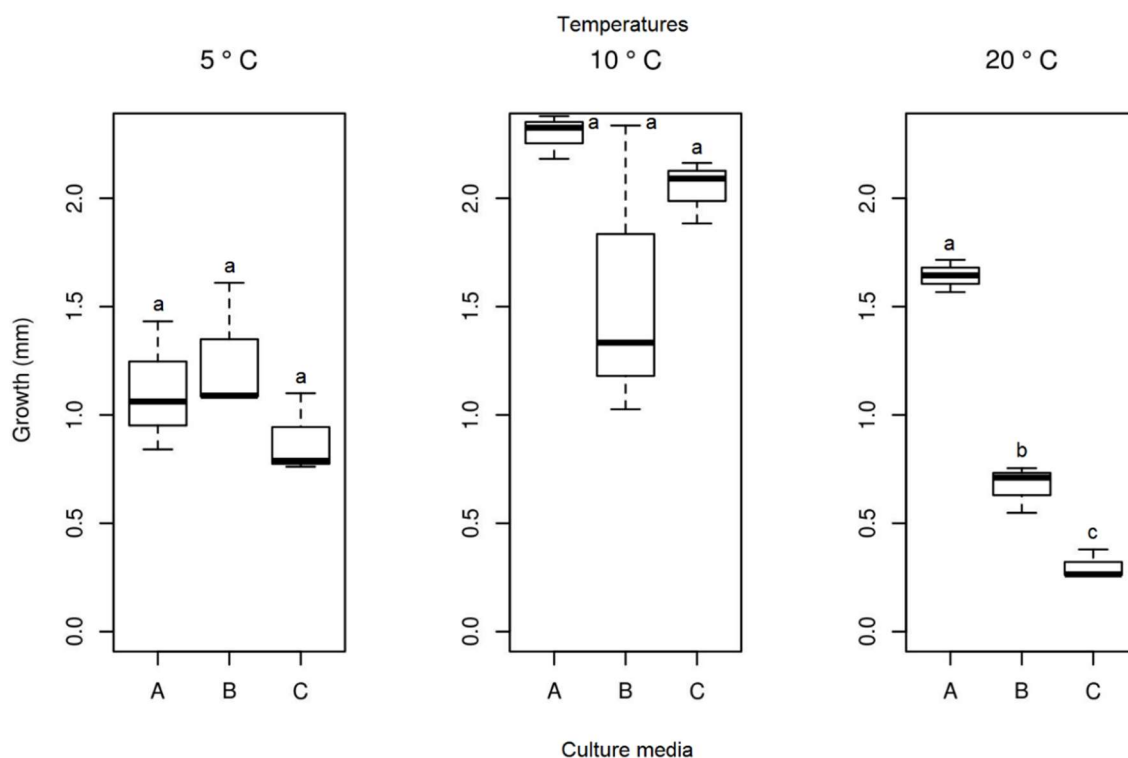 Temperatures
5 ° C
10 ° C
20 ° C
Growth (mm)
0.0 0.5 1.0 1.5 2.0
a a a
A B C
0.0 0.5 1.0 1.5 2.0
a a a
A B C
0.0 0.5 1.0 1.5 2.0
a b c
A B C
Culture media